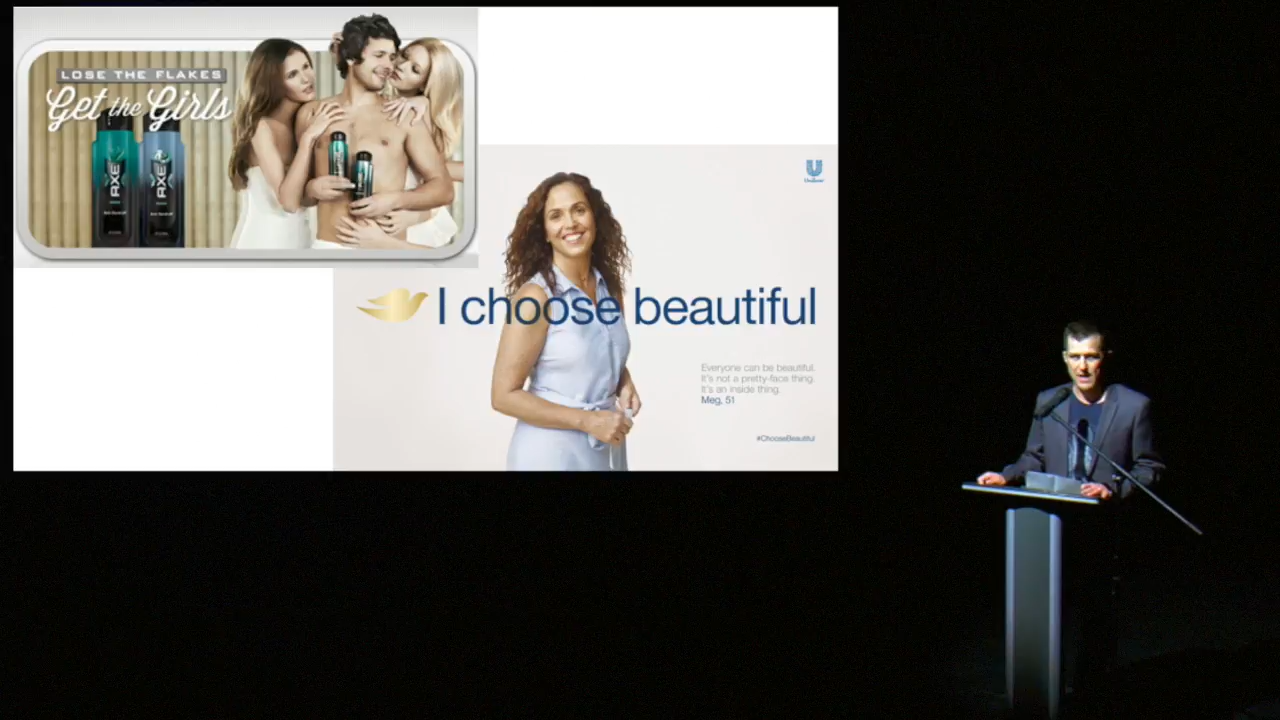 LOSE THE FLAKES
Get the Girls
AXE
AXE
Unilever
I choose beautiful
Everyone can be beautiful.
It's not a pretty-face thing.
It's an inside thing.
Meg, 51
#ChooseBeautiful